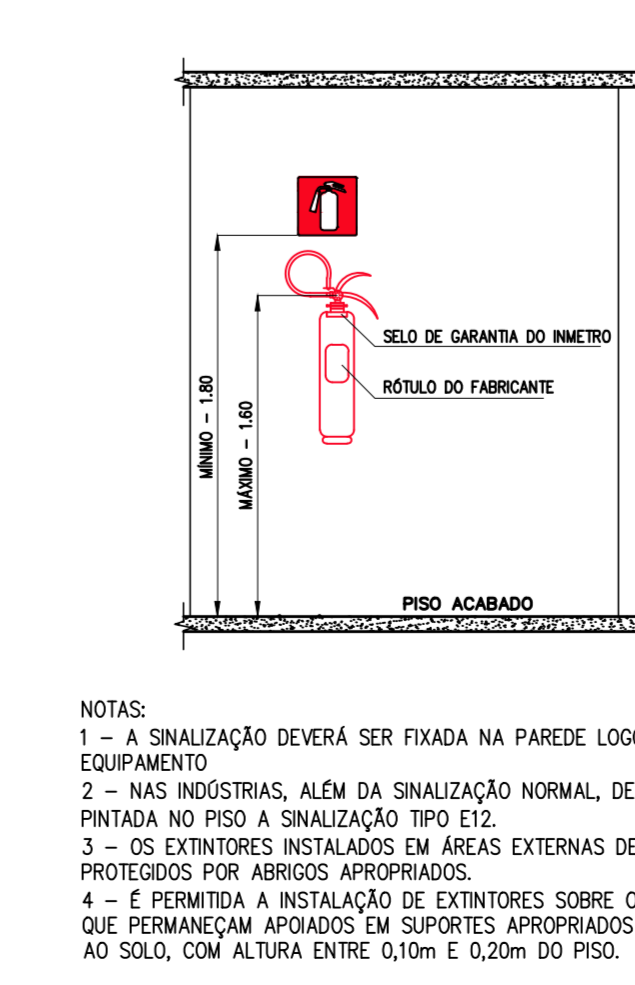 SELO DE GARANTIA DO INMETRO
RÓTULO DO FABRICANTE
MÍNIMO - 1.80
MÁXIMO - 1.60
PISO ACABADO
NOTAS:
1 - A SINALIZAÇÃO DEVERÁ SER FIXADA NA PAREDE
EQUIPAMENTO
2 - NAS INDÚSTRIAS, ALÉM DA SINALIZAÇÃO NORMAL,
PINTADA NO PISO A SINALIZAÇÃO TIPO E12.
3 - OS EXTINTORES INSTALADOS EM ÁREAS EXTERNAS
PROTEGIDOS POR ABRIGOS APROPRIADOS.
4 - É PERMITIDA A INSTALAÇÃO DE EXTINTORES SOBRE
QUE PERMANEÇAM APOIADOS EM SUPORTES APROPRIADOS
AO SOLO, COM ALTURA ENTRE 0,10m E 0,20m DO PISO.